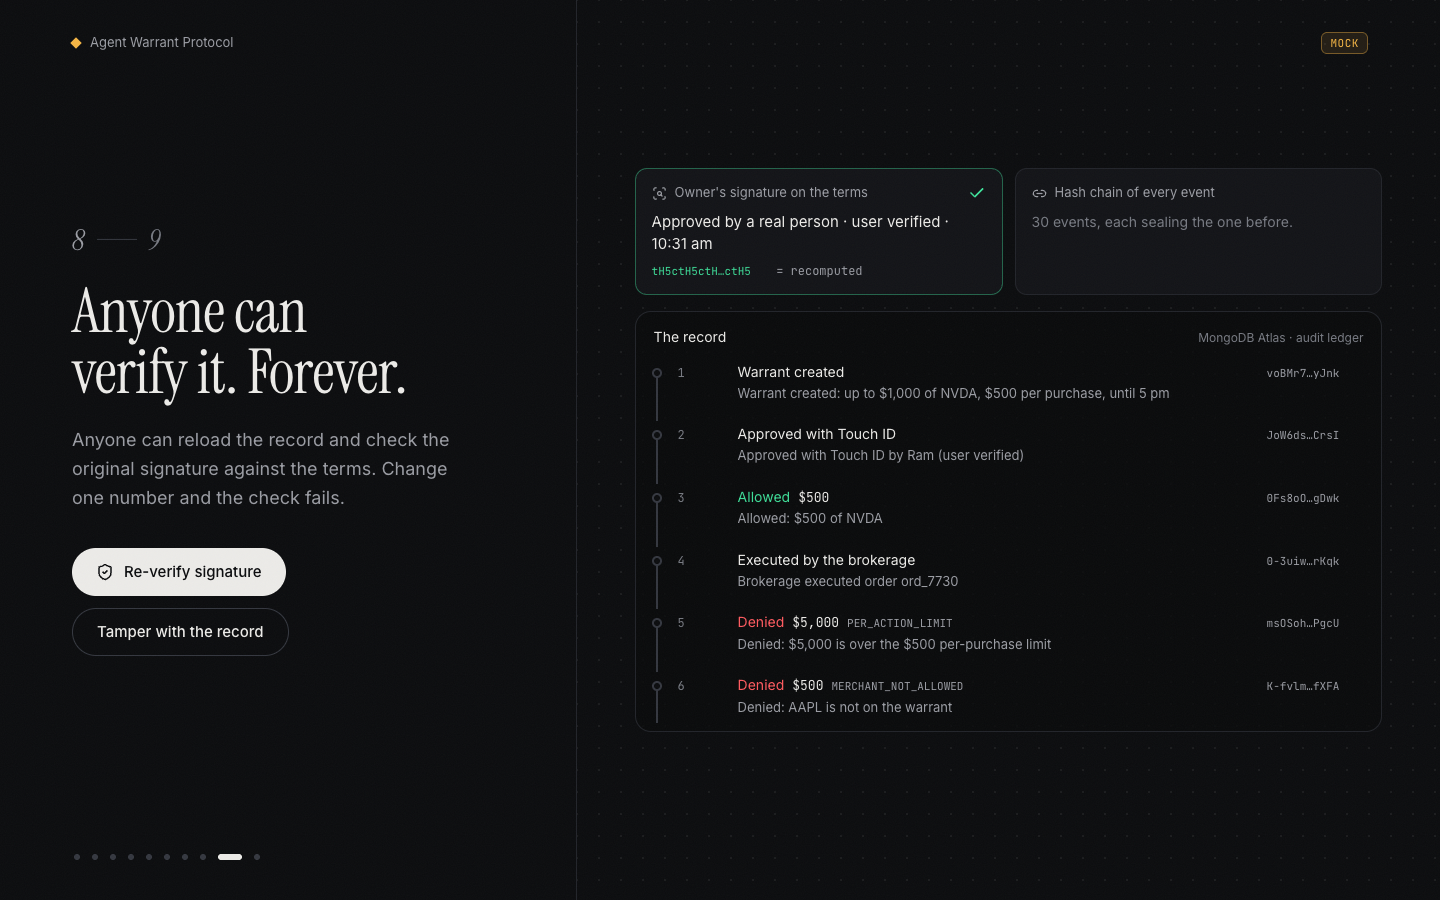 Agent Warrant Protocol
MOCK
8 — 9
Anyone can
verify it. Forever.
Anyone can reload the record and check the
original signature against the terms. Change
one number and the check fails.
Re-verify signature
Tamper with the record
Owner's signature on the terms
Approved by a real person · user verified ·
10:31 am
tH5ctH5ctH…ctH5 = recomputed
Hash chain of every event
30 events, each sealing the one before.
The record
MongoDB Atlas · audit ledger
1 Warrant created voBMr7…yJnk
Warrant created: up to $1,000 of NVDA, $500 per purchase, until 5 pm
2 Approved with Touch ID JoW6ds…CrsI
Approved with Touch ID by Ram (user verified)
3 Allowed $500 0Fs8oO…gDwk
Allowed: $500 of NVDA
4 Executed by the brokerage 0-3uiw…rKqk
Brokerage executed order ord_7730
5 Denied $5,000 PER_ACTION_LIMIT msOSoh…PgcU
Denied: $5,000 is over the $500 per-purchase limit
6 Denied $500 MERCHANT_NOT_ALLOWED K-fvlm…fXFA
Denied: AAPL is not on the warrant